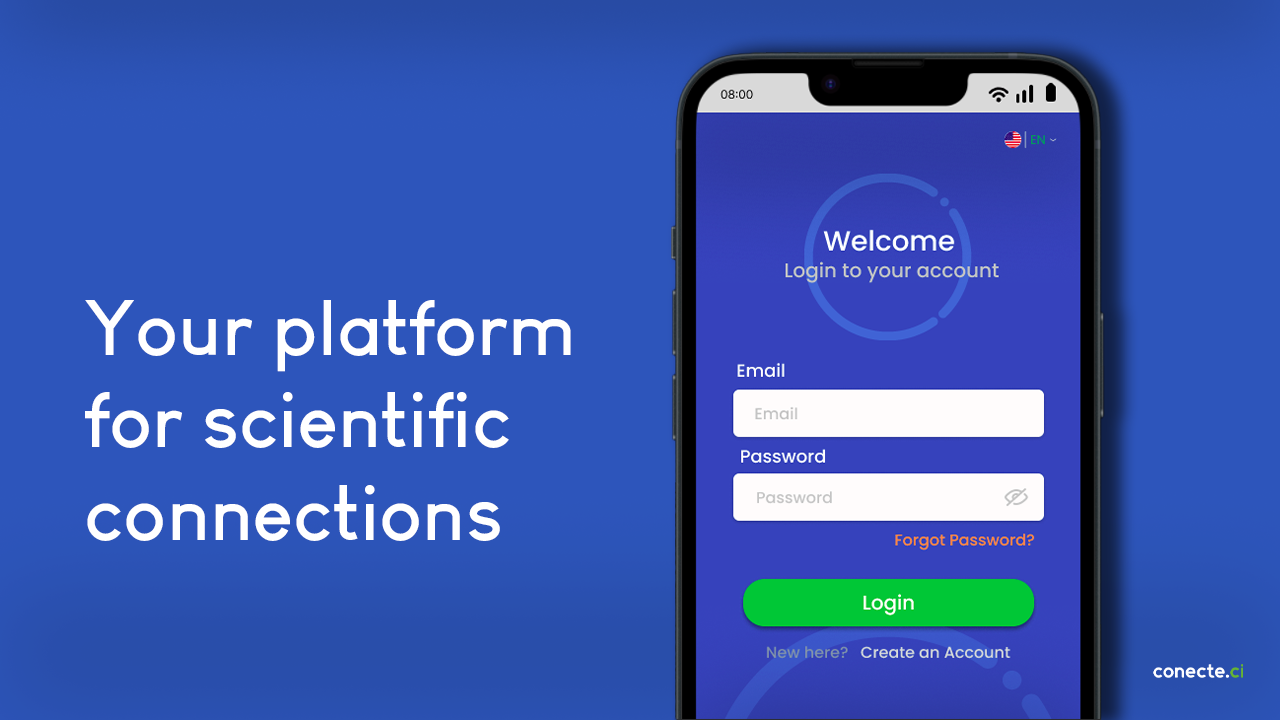 Your platform
for scientific
connections
08:00
EN
Welcome
Login to your account
Email
Email
Password
Password
Forgot Password?
Login
New here? Create an Account
conecte.ci